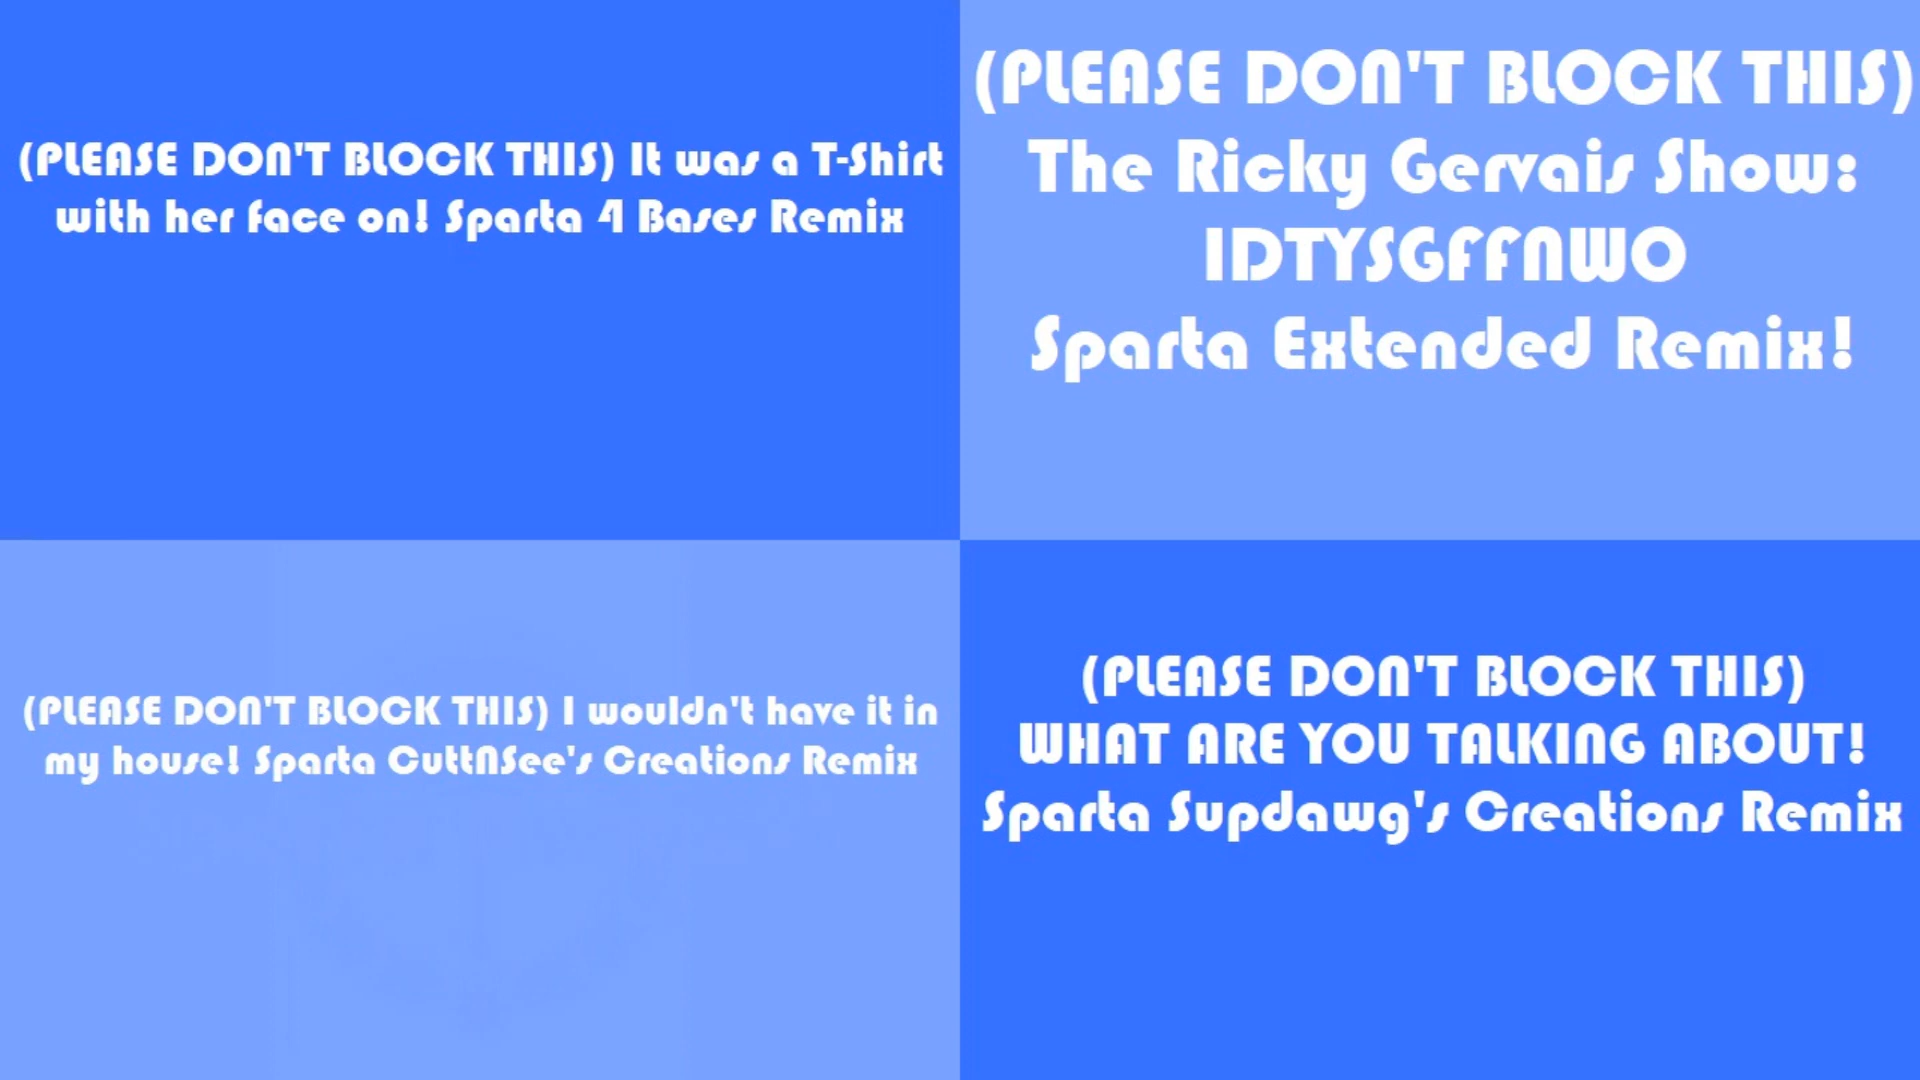 (PLEASE DON'T BLOCK THIS) It was a T-Shirt
with her face on! Sparta 4 Bases Remix
(PLEASE DON'T BLOCK THIS)
The Ricky Gervais Show:
IDTYSGFFNWO
Sparta Extended Remix!
(PLEASE DON'T BLOCK THIS) I wouldn't have it in
my house! Sparta CuttNSee's Creations Remix
(PLEASE DON'T BLOCK THIS)
WHAT ARE YOU TALKING ABOUT!
Sparta Supdawg's Creations Remix